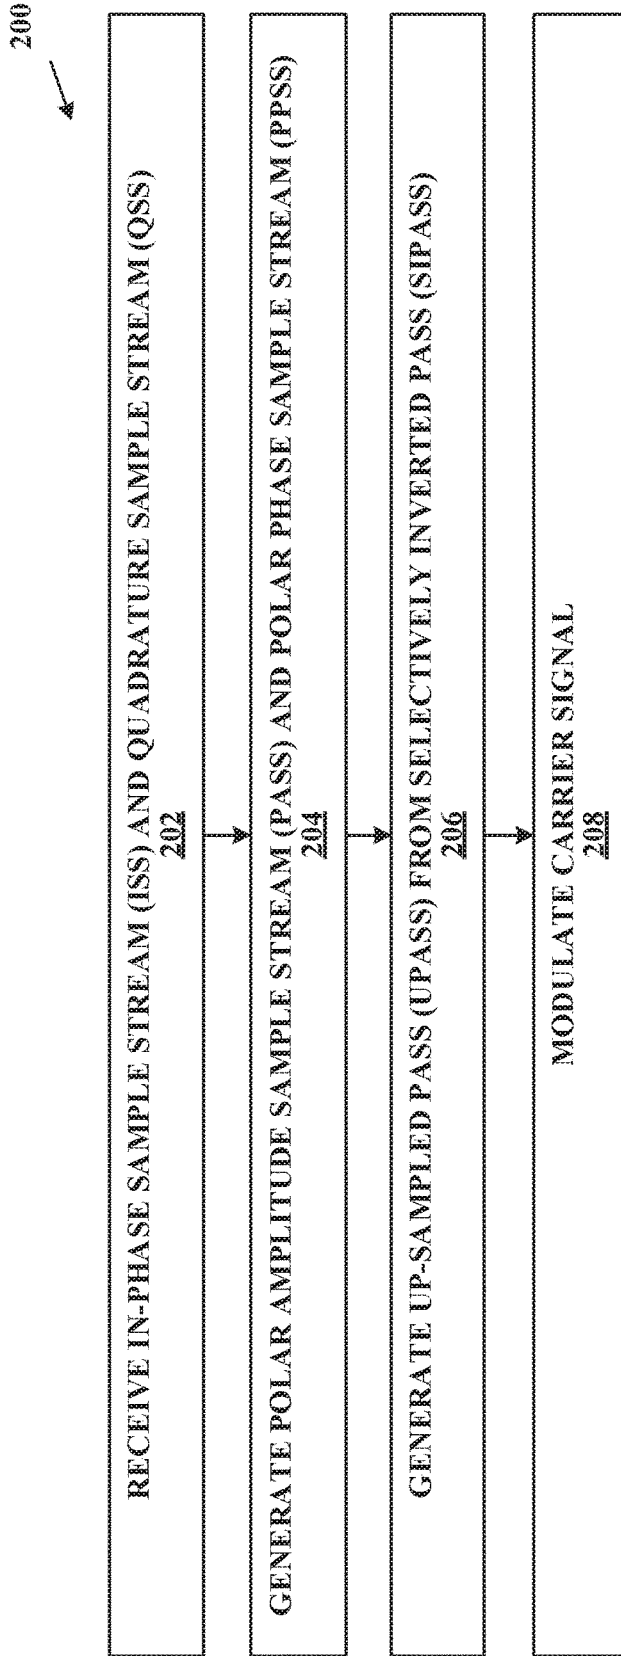 200
RECEIVE IN-PHASE SAMPLE STREAM (ISS) AND QUADRATURE SAMPLE STREAM (QSS)
202
GENERATE POLAR AMPLITUDE SAMPLE STREAM (PASS) AND POLAR PHASE SAMPLE STREAM (PPSS)
204
GENERATE UP-SAMPLED PASS (UPASS) FROM SELECTIVELY INVERTED PASS (SIPASS)
206
MODULATE CARRIER SIGNAL
208